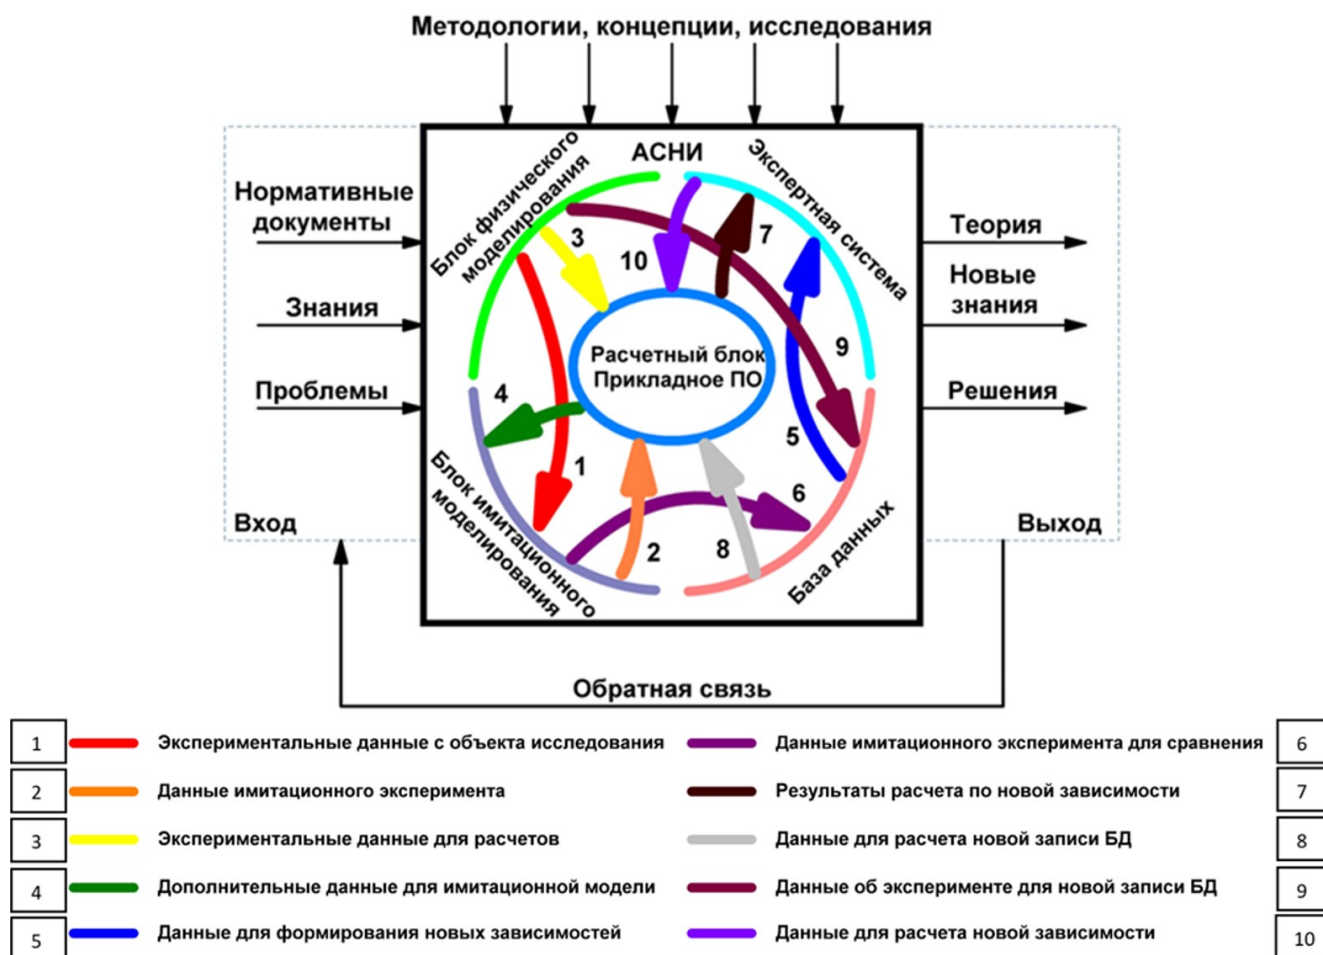 Методологии, концепции, исследования
АСНИ
Блок физического
моделирования
Экспертная система
Нормативные
документы
Знания
Проблемы
Вход
Теория
Новые
знания
Решения
Выход
3
10
7
9
Расчетный блок
Прикладное ПО
4
1
5
6
2
8
Блок имитационного
моделирования
База данных
Обратная связь
1 Экспериментальные данные с объекта исследования
Данные имитационного эксперимента для сравнения 6
2 Данные имитационного эксперимента
Результаты расчета по новой зависимости 7
3 Экспериментальные данные для расчетов
Данные для расчета новой записи БД 8
4 Дополнительные данные для имитационной модели
Данные об эксперименте для новой записи БД 9
5 Данные для формирования новых зависимостей
Данные для расчета новой зависимости 10